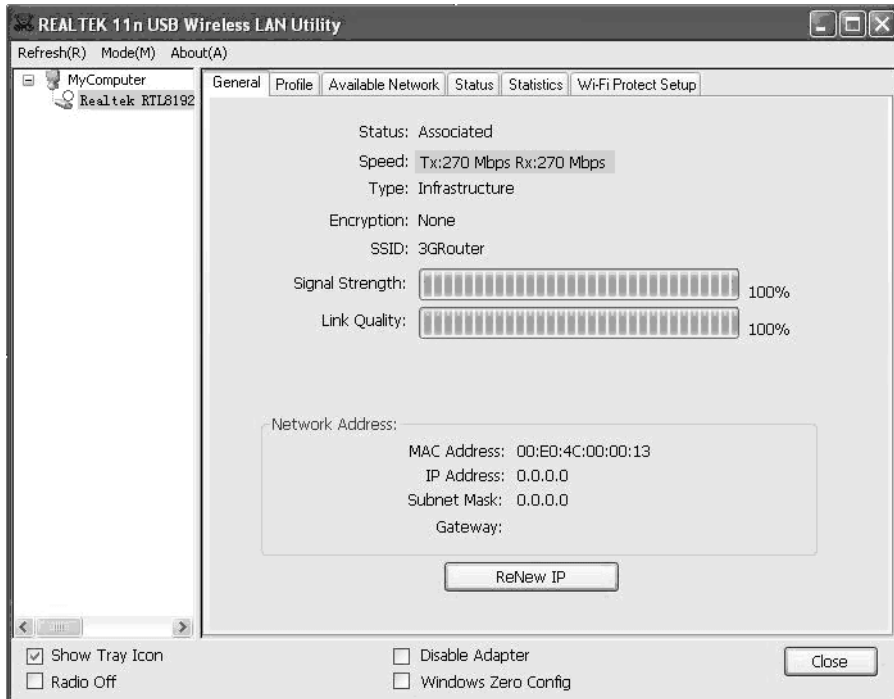 REALTEK 11n USB Wireless LAN Utility
Refresh(R) Mode(M) About(A)
MyComputer
Realtek RTL8192
General Profile Available Network Status Statistics Wi-Fi Protect Setup
Status: Associated
Speed: Tx:270 Mbps Rx:270 Mbps
Type: Infrastructure
Encryption: None
SSID: 3GRouter
Signal Strength: 100%
Link Quality: 100%
Network Address:
MAC Address: 00:E0:4C:00:00:13
IP Address: 0.0.0.0
Subnet Mask: 0.0.0.0
Gateway:
ReNew IP
Show Tray Icon
Radio Off
Disable Adapter
Windows Zero Config
Close